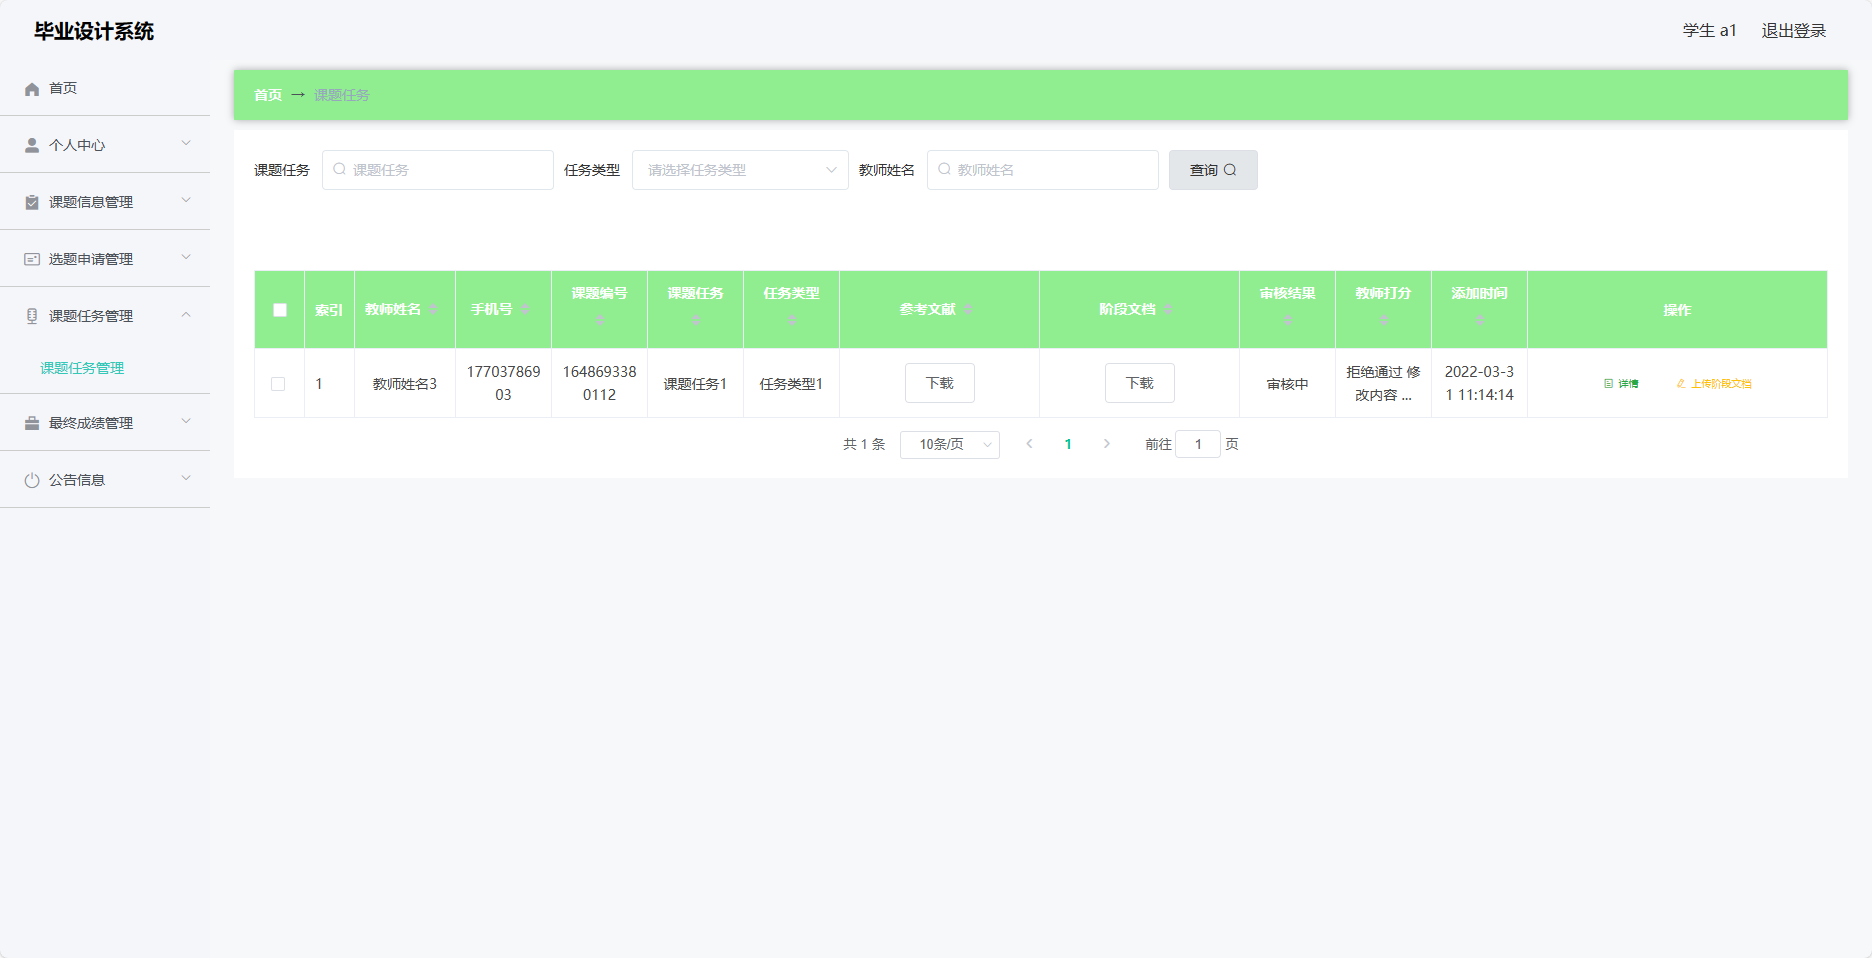 毕业设计系统
学生 a1 退出登录
首页
个人中心
课题信息管理
选题申请管理
课题任务管理
课题任务管理
最终成绩管理
公告信息
首页 → 课题任务
课题任务 课题任务 任务类型 请选择任务类型 教师姓名 教师姓名 查询
索引 教师姓名 手机号 课题编号 课题任务 任务类型 参考文献 阶段文档 审核结果 教师打分 添加时间 操作
1 教师姓名3 177037869 164869338 课题任务1 任务类型1 下载 下载 审核中 拒绝通过 修 2022-03-3 详情 上传阶段文档
03 0112 改内容 ... 1 11:14:14
共 1 条 10条/页 1 前往 1 页